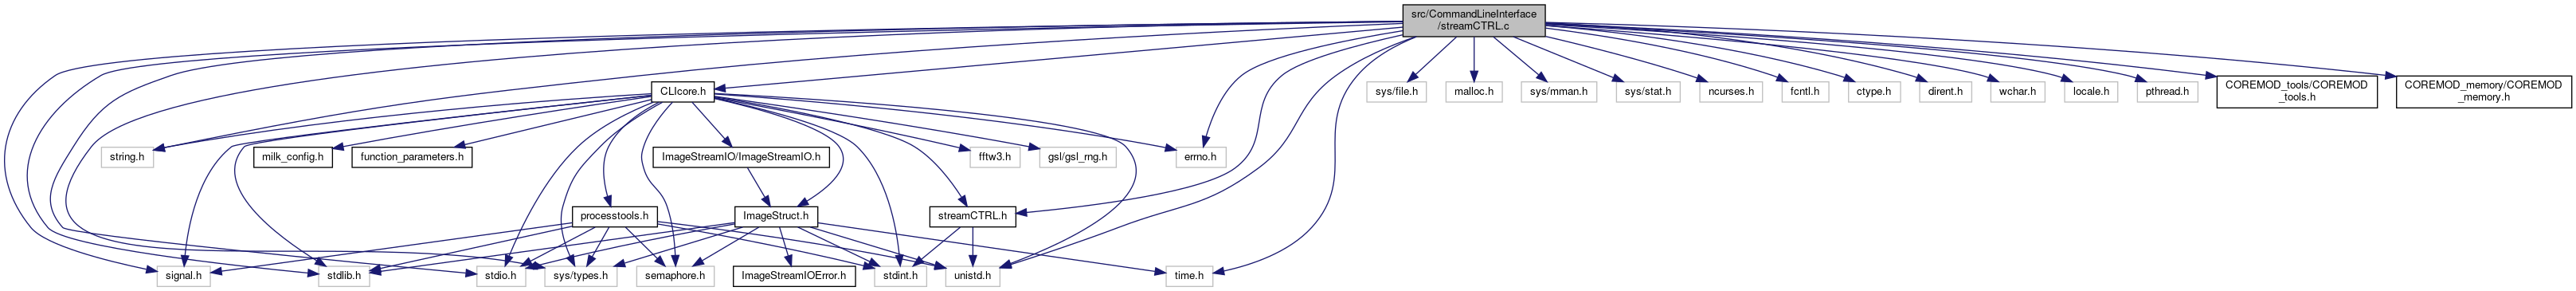 src/CommandLineInterface
/streamCTRL.c
CLIcore.h
sys/file.h
malloc.h
sys/mman.h
sys/stat.h
ncurses.h
fcntl.h
ctype.h
dirent.h
wchar.h
locale.h
pthread.h
COREMOD_tools/COREMOD
_tools.h
COREMOD_memory/COREMOD
_memory.h
string.h
milk_config.h
function_parameters.h
ImageStreamIO/ImageStreamIO.h
fftw3.h
gsl/gsl_rng.h
errno.h
processtools.h
ImageStruct.h
streamCTRL.h
signal.h
stdlib.h
stdio.h
sys/types.h
semaphore.h
ImageStreamIOError.h
stdint.h
unistd.h
time.h